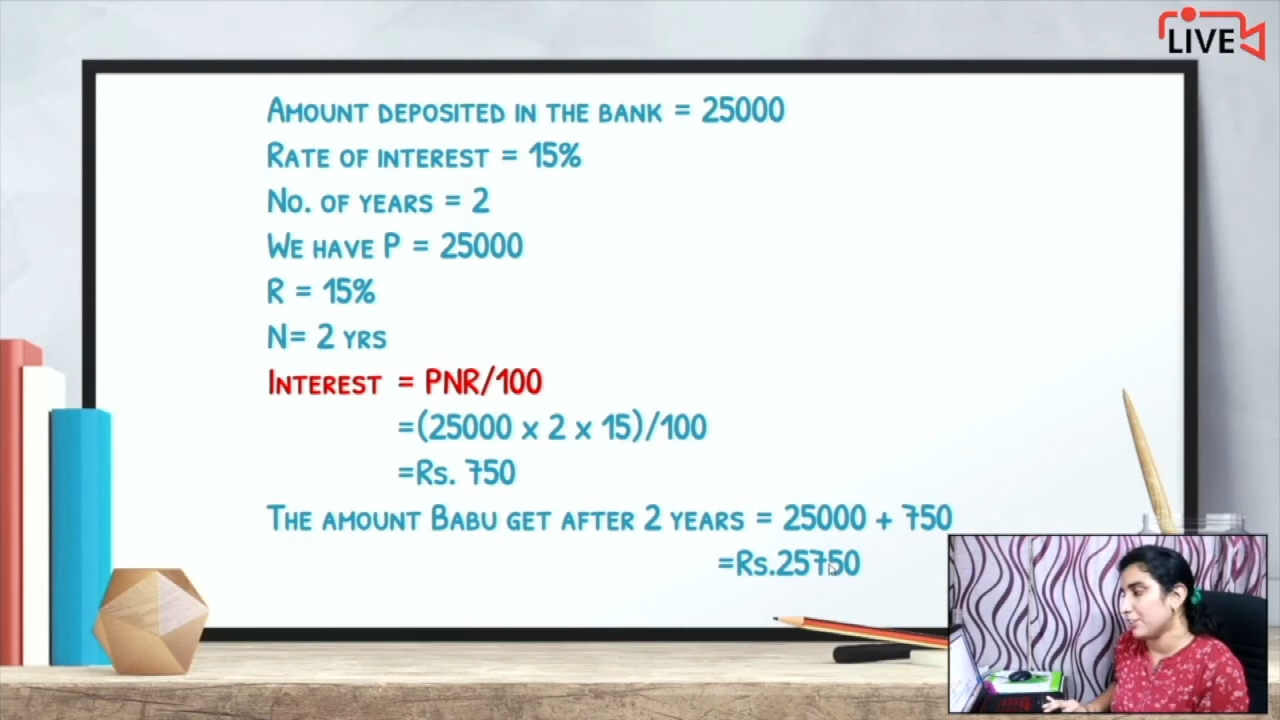 LIVE
AMOUNT DEPOSITED IN THE BANK = 25000
RATE OF INTEREST = 15%
NO. OF YEARS = 2
WE HAVE P = 25000
R = 15%
N= 2 YRS
INTEREST = PNR/100
=(25000 x 2 x 15)/100
=Rs. 750
THE AMOUNT BABU GET AFTER 2 YEARS = 25000 + 750
=Rs.25750